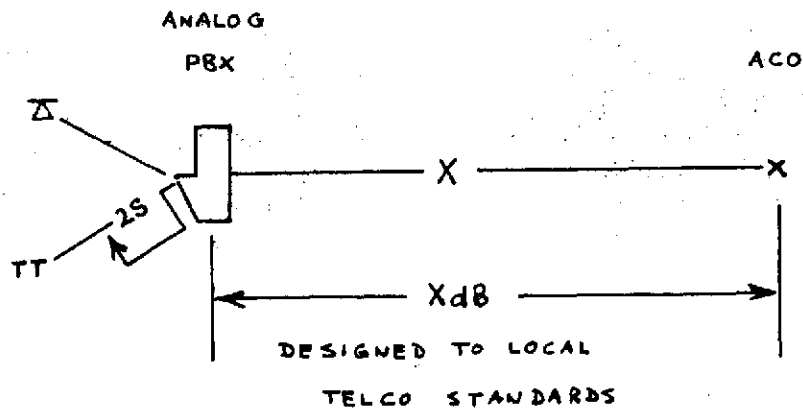 ANALOG
PBX
ACO
X
x
2S
TT
XdB
DESIGNED TO LOCAL
TELCO STANDARDS